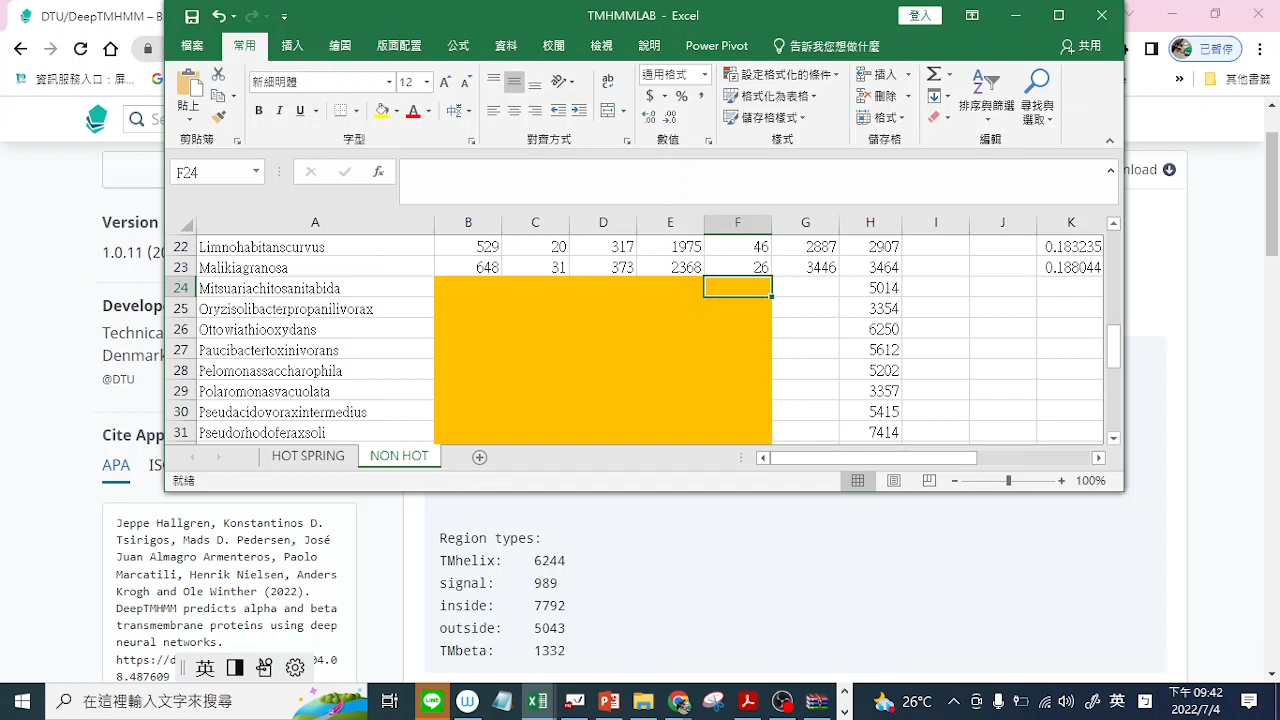 DTU/DeepTMHMM
TMHMMLAB - Excel
登入
檔案 常用 插入 繪圖 版面配置 公式 資料 校閱 檢視 說明 Power Pivot 告訴我您想做什麼 共用
已暫停
資訊服務入口：屏
其他書籤
貼上
新細明體 12
通用格式
設定格式化的條件
格式化為表格
儲存格樣式
插入
刪除
格式
排序與篩選
尋找與選取
剪貼簿 字型 對齊方式 數值 樣式 儲存格 編輯
F24
A B C D E F G H I J K
22 Limnohabitanscurvus 529 20 317 1975 46 2887 2907 0.183235
23 Malikiagranosa 648 31 373 2368 26 3446 3464 0.188044
24 Mitsuariachitosanitabida 5014
25 Oryzisolibacterpropanilivorax 3354
26 Ottowiathiooxydans 6250
27 Paucibactertoxinivorans 5612
28 Pelomonassaccharophila 5202
29 Polaromonasvacuolata 3357
30 Pseudacidovoraxintermedius 5415
31 Pseudorhodoferaxsoli 7414
HOT SPRING NON HOT
就緒
100%
Version
1.0.11 (20
Develope
Technica
Denmark
@DTU
Cite App
APA
Jeppe Hallgren, Konstantinos D.
Tsirigos, Mads D. Pedersen, José
Juan Almagro Armenteros, Paolo
Marcatili, Henrik Nielsen, Anders
Krogh and Ole Winther (2022).
DeepTMHMM predicts alpha and beta
transmembrane proteins using deep
neural networks.
https://d
04.0
8.487609
英
Region types:
TMhelix: 6244
signal: 989
inside: 7792
outside: 5043
TMbeta: 1332
在這裡輸入文字來搜尋
26°C
英
下午 09:42
2022/7/4